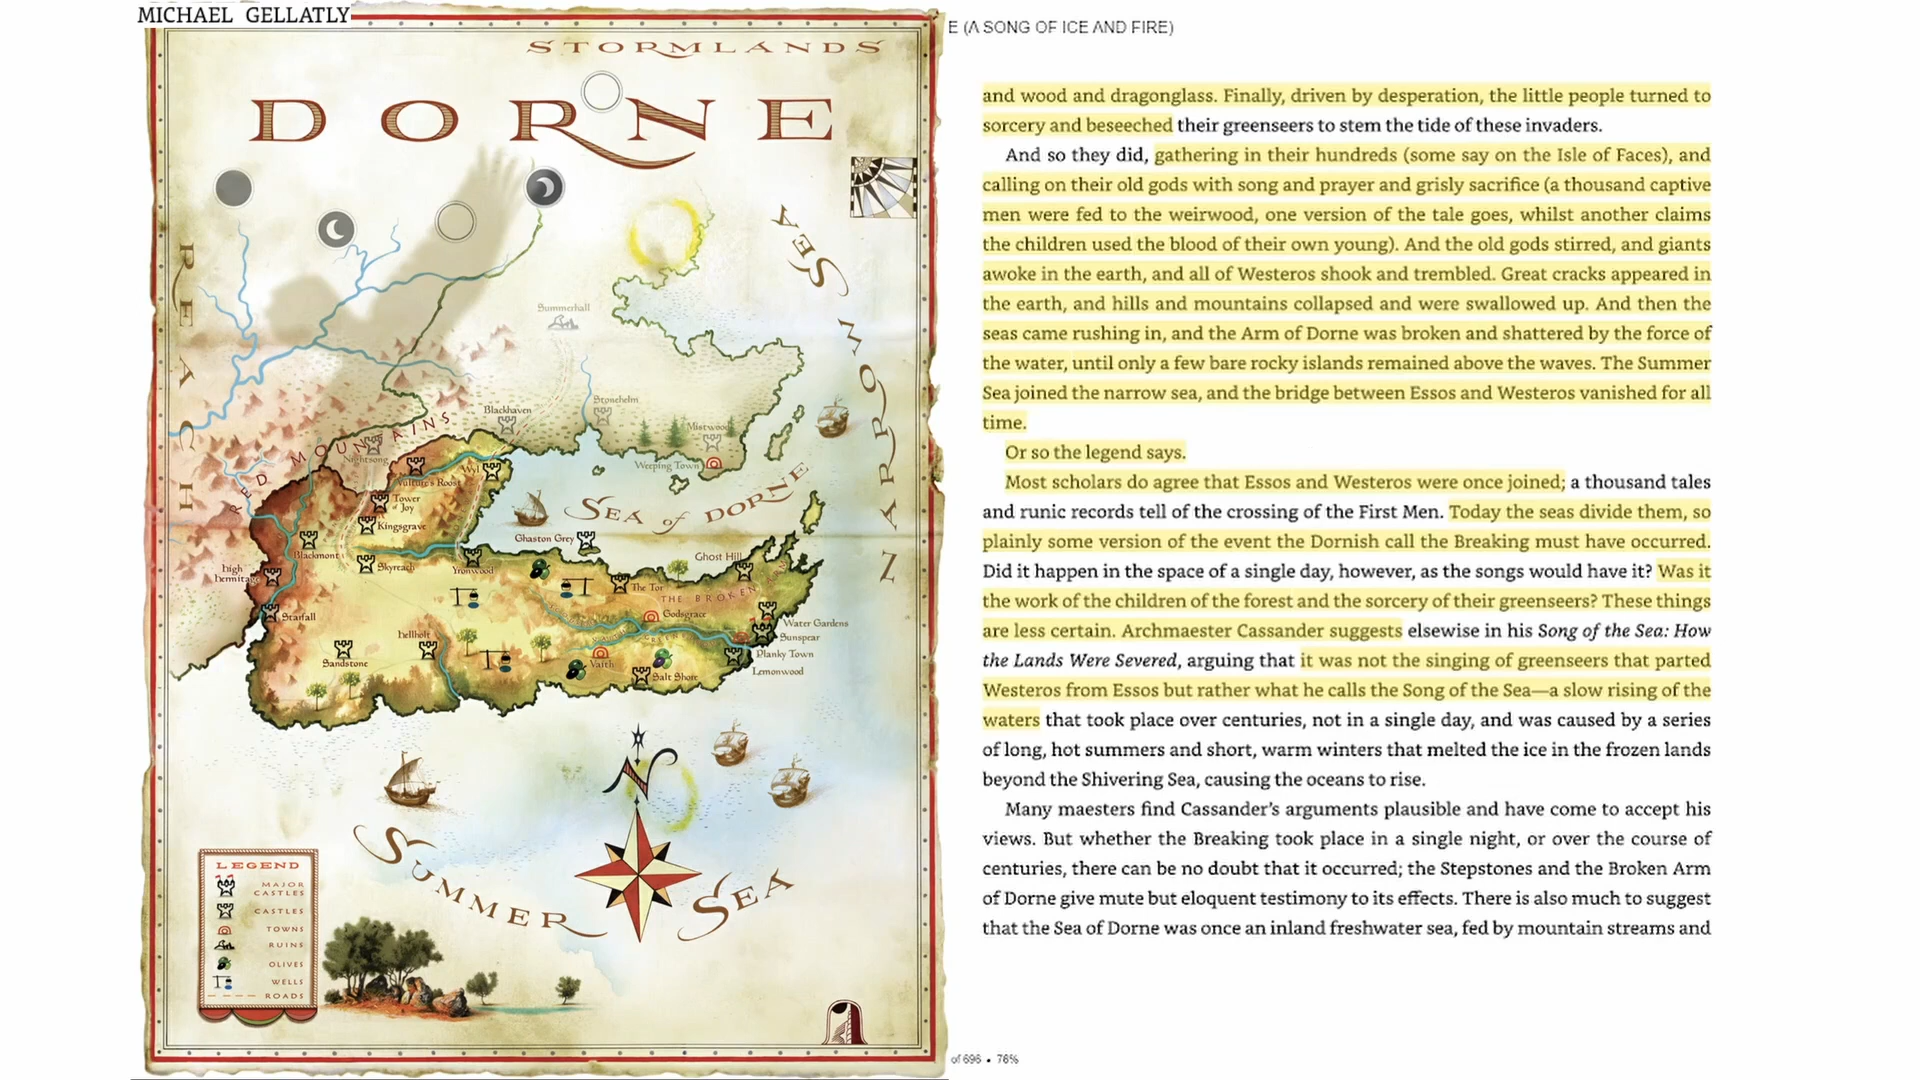 MICHAEL GELLATLY
STORMLANDS
DORNE
REACH
NARROW SEA
Summerhall
RED MOUNTAINS
Blackhaven
Stonehelm
Mistwood
Nightsong
Weeping Town
Wyl
Vulture's Roost
Tower
of Joy
Kingsgrave
SEA of DORNE
Ghaston Grey
Blackmont
Skyreach
Yronwood
Ghost Hill
High
Hermitage
The Tor
THE BROKEN ARM
Starfall
Godsgrace
Water Gardens
Sunspear
Hellholt
Sandstone
Vaith
Planky Town
Lemonwood
Salt Shore
N
SUMMER SEA
LEGEND
MAJOR
CASTLES
CASTLES
TOWNS
RUINS
OLIVES
WELLS
ROADS
E (A SONG OF ICE AND FIRE)
and wood and dragonglass. Finally, driven by desperation, the little people turned to
sorcery and beseeched their greenseers to stem the tide of these invaders.
And so they did, gathering in their hundreds (some say on the Isle of Faces), and
calling on their old gods with song and prayer and grisly sacrifice (a thousand captive
men were fed to the weirwood, one version of the tale goes, whilst another claims
the children used the blood of their own young). And the old gods stirred, and giants
awoke in the earth, and all of Westeros shook and trembled. Great cracks appeared in
the earth, and hills and mountains collapsed and were swallowed up. And then the
seas came rushing in, and the Arm of Dorne was broken and shattered by the force of
the water, until only a few bare rocky islands remained above the waves. The Summer
Sea joined the narrow sea, and the bridge between Essos and Westeros vanished for all
time.
Or so the legend says.
Most scholars do agree that Essos and Westeros were once joined; a thousand tales
and runic records tell of the crossing of the First Men. Today the seas divide them, so
plainly some version of the event the Dornish call the Breaking must have occurred.
Did it happen in the space of a single day, however, as the songs would have it? Was it
the work of the children of the forest and the sorcery of their greenseers? These things
are less certain. Archmaester Cassander suggests elsewhere in his Song of the Sea: How
the Lands Were Severed, arguing that it was not the singing of greenseers that parted
Westeros from Essos but rather what he calls the Song of the Sea—a slow rising of the
waters that took place over centuries, not in a single day, and was caused by a series
of long, hot summers and short, warm winters that melted the ice in the frozen lands
beyond the Shivering Sea, causing the oceans to rise.
Many maesters find Cassander's arguments plausible and have come to accept his
views. But whether the Breaking took place in a single night, or over the course of
centuries, there can be no doubt that it occurred; the Stepstones and the Broken Arm
of Dorne give mute but eloquent testimony to its effects. There is also much to suggest
that the Sea of Dorne was once an inland freshwater sea, fed by mountain streams and
of 696 • 76%